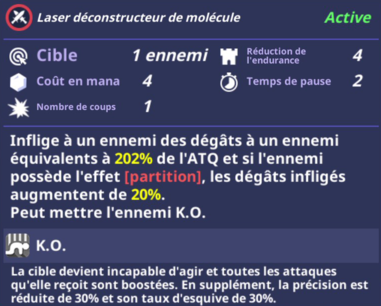 Laser déconstructeur de molécule Active
Cible 1 ennemi Réduction de l'endurance 4
Coût en mana 4 Temps de pause 2
Nombre de coups 1
Inflige à un ennemi des dégâts à un ennemi
équivalents à 202% de l'ATQ et si l'ennemi
possède l'effet [partition], les dégâts infligés
augmentent de 20%.
Peut mettre l'ennemi K.O.
K.O.
La cible devient incapable d'agir et toutes les attaques
qu'elle reçoit sont boostées. En supplément, la précision est
réduite de 30% et son taux d'esquive de 30%.